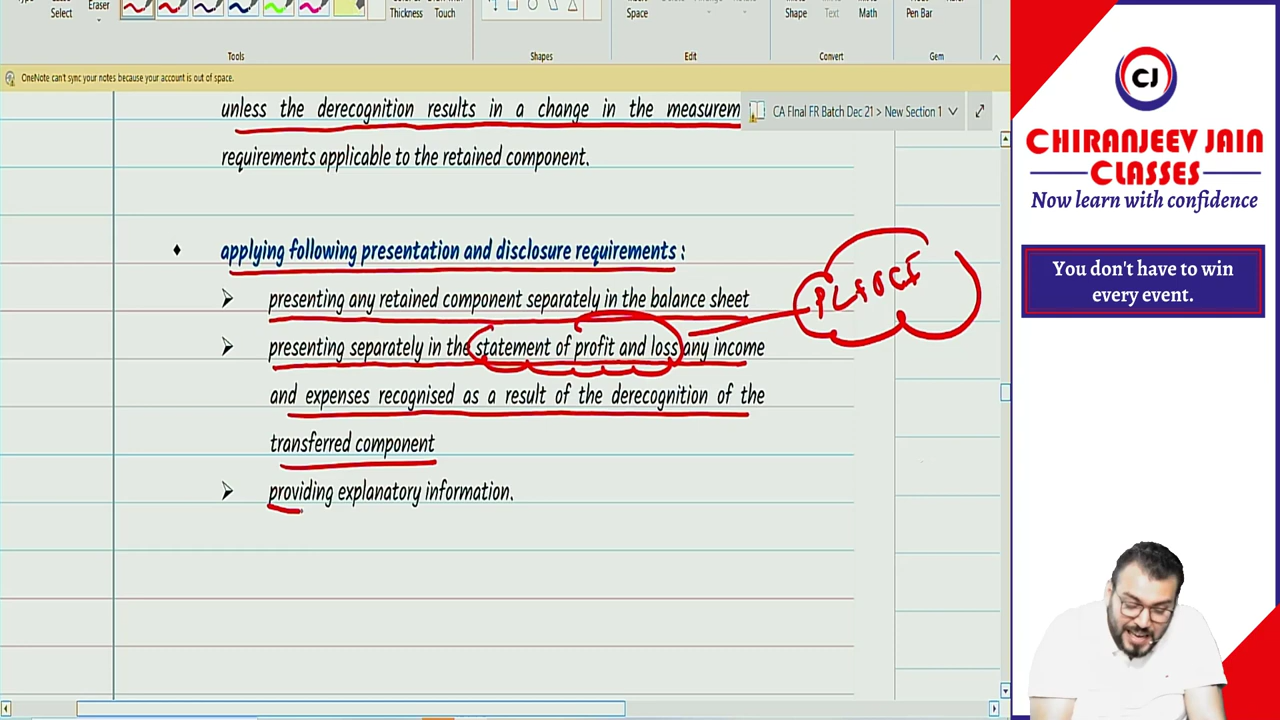 Eraser
Select
Thickness
Touch
Space
Shape
Text
Math
Pen Bar
Tools
Shapes
Edit
Convert
Gem
OneNote can't sync your notes because your account is out of space.
unless the derecognition results in a change in the measurem
CA FInal FR Batch Dec 21 > New Section 1
requirements applicable to the retained component.
applying following presentation and disclosure requirements :
presenting any retained component separately in the balance sheet
presenting separately in the statement of profit and loss any income
and expenses recognised as a result of the derecognition of the
transferred component
providing explanatory information.
CJ
CHIRANJEEV JAIN
CLASSES
Now learn with confidence
You don't have to win
every event.